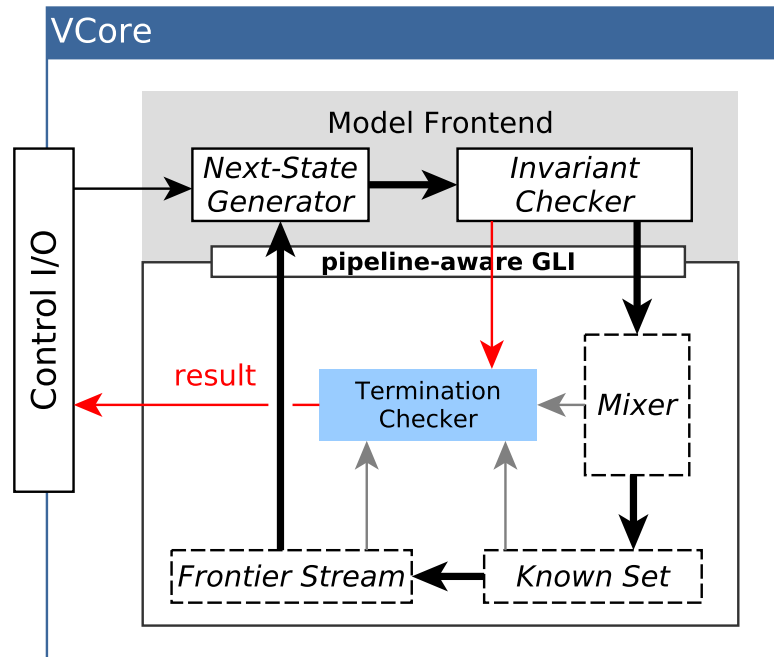 VCore
Model Frontend
Next-State
Generator
Invariant
Checker
pipeline-aware GLI
Control I/O
result
Termination
Checker
Mixer
Frontier Stream
Known Set